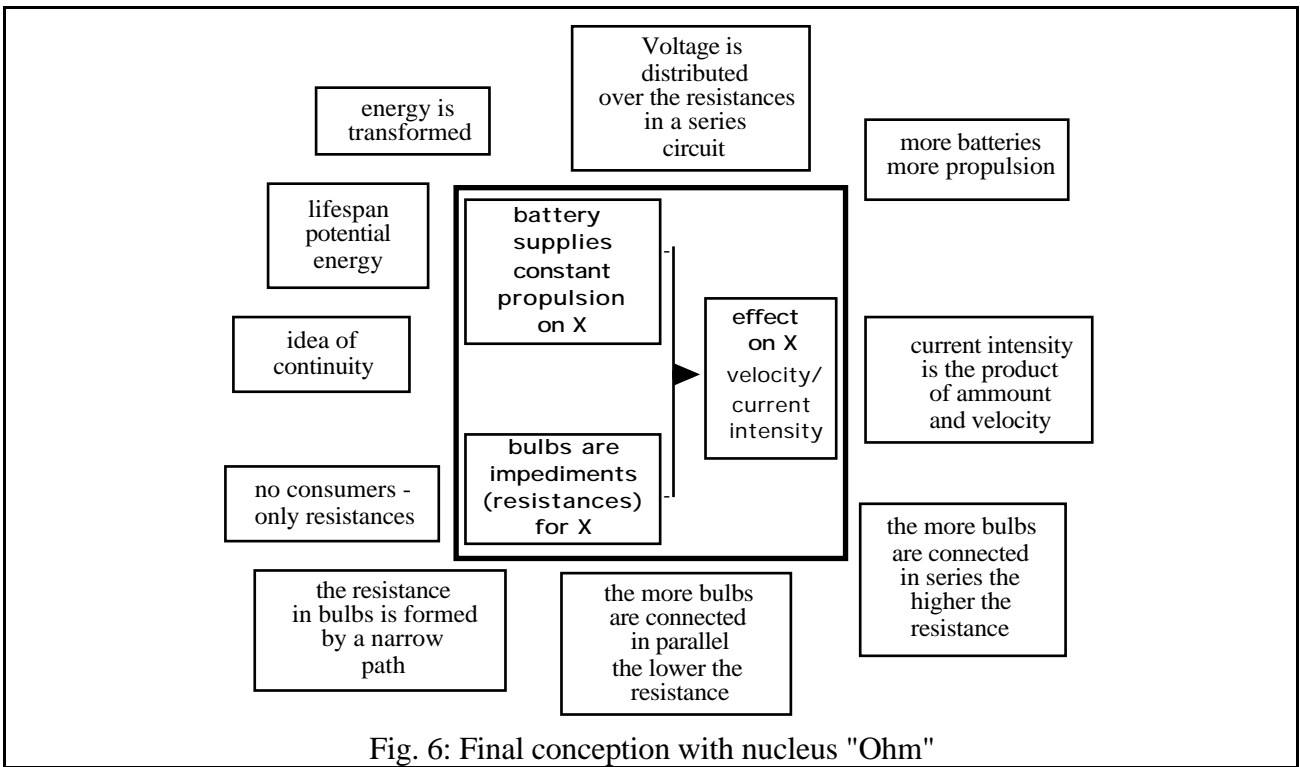 Voltage is
distributed
over the resistances
in a series
circuit
energy is
transformed
more batteries
more propulsion
lifespan
potential
energy
battery
supplies
constant
propulsion
on X
effect
on X
velocity/
current
intensity
idea of
continuity
current intensity
is the product
of ammount
and velocity
bulbs are
impediments
(resistances)
for X
no consumers -
only resistances
the more bulbs
are connected
in series the
higher the
resistance
the resistance
in bulbs is formed
by a narrow
path
the more bulbs
are connected
in parallel
the lower the
resistance
Fig. 6: Final conception with nucleus "Ohm"